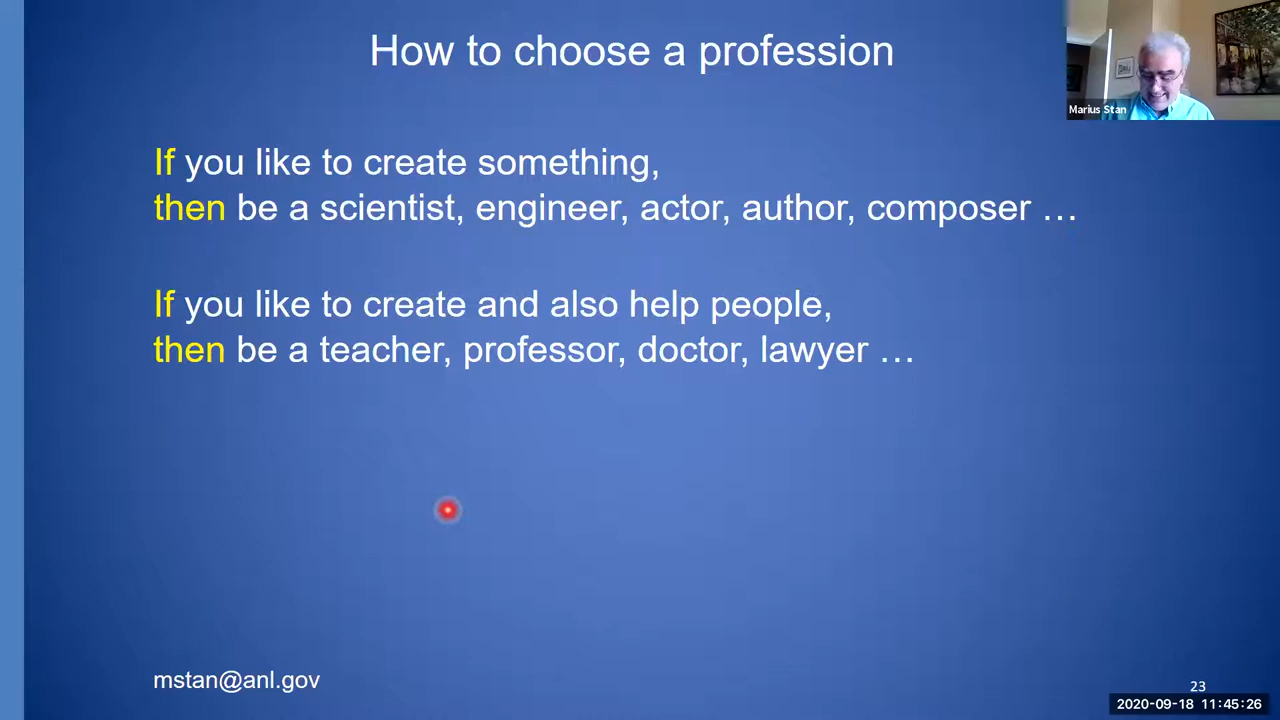 How to choose a profession
Marius Stan
If you like to create something,
then be a scientist, engineer, actor, author, composer …
If you like to create and also help people,
then be a teacher, professor, doctor, lawyer …
mstan@anl.gov
23
2020-09-18 11:45:26